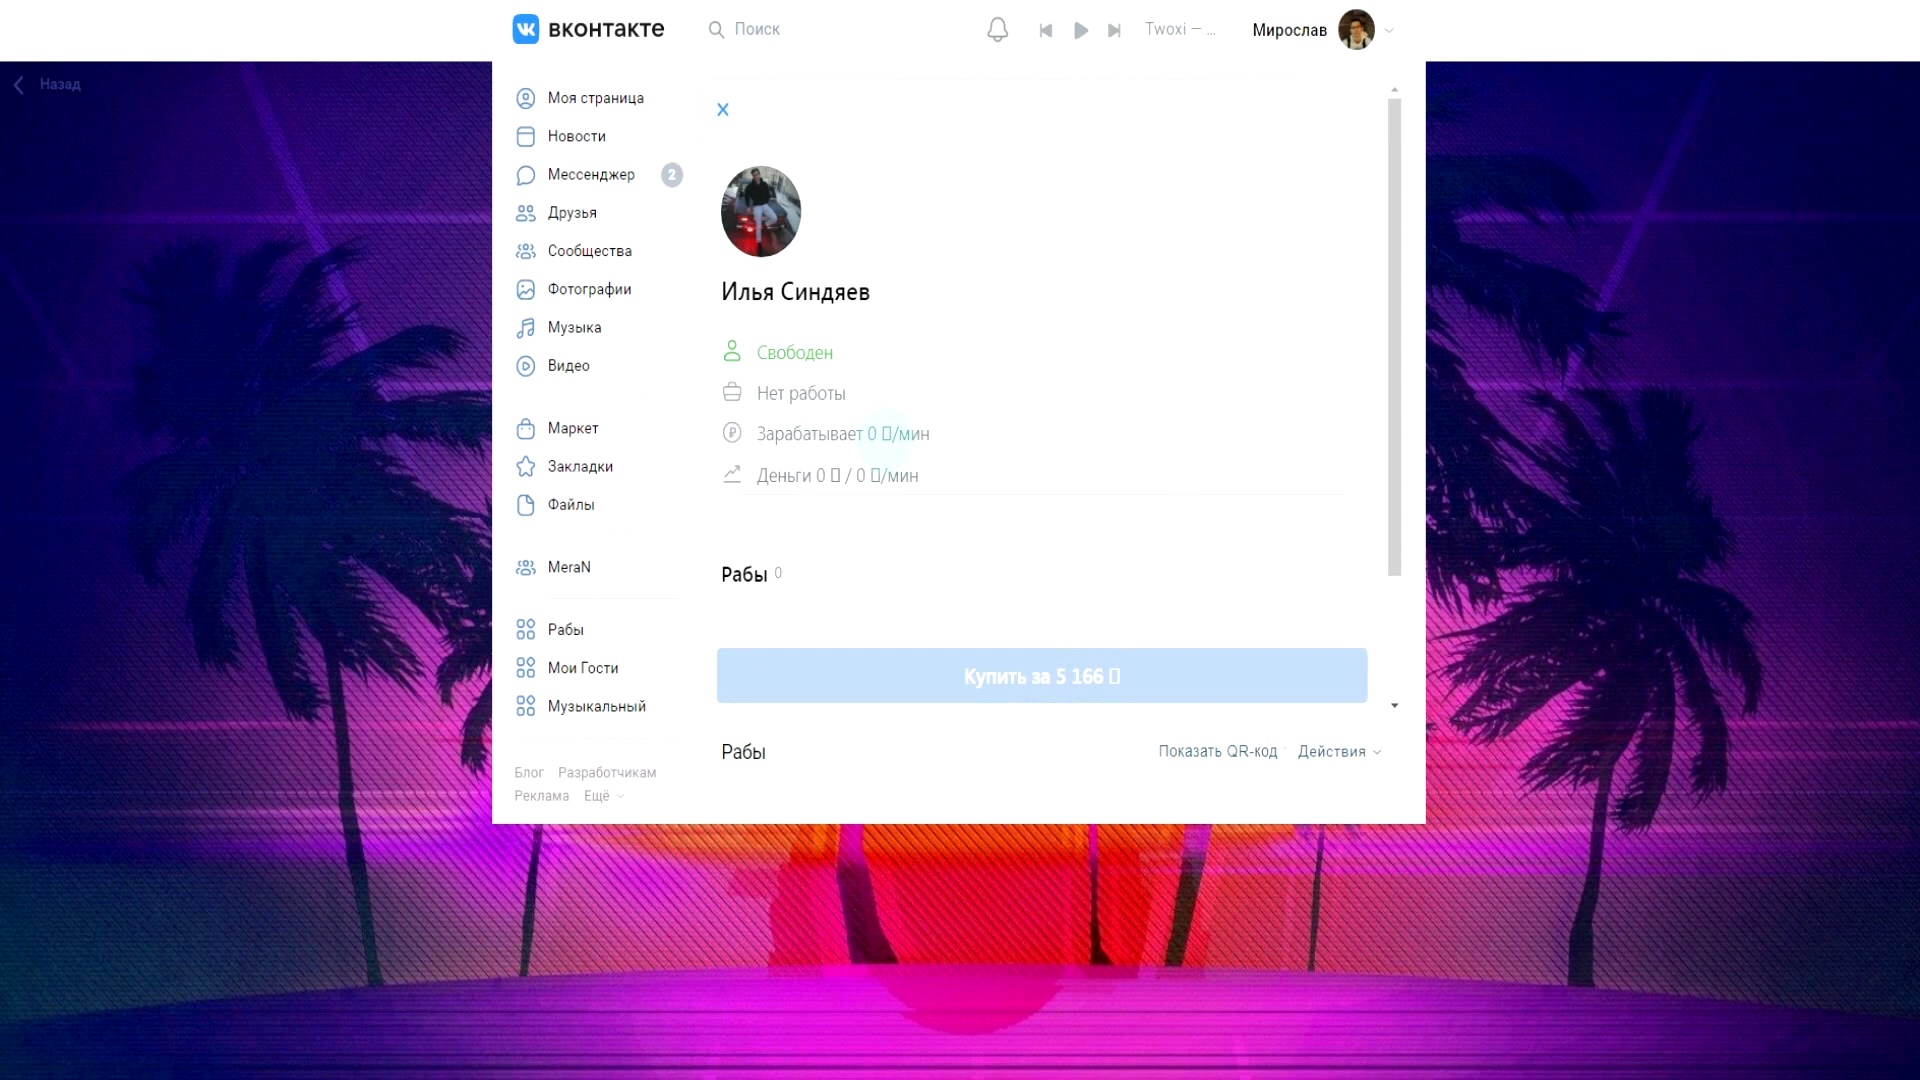 вконтакте
Поиск
Twoxi — ...
Мирослав
Назад
Моя страница
Новости
Мессенджер 2
Друзья
Сообщества
Фотографии
Музыка
Видео
Маркет
Закладки
Файлы
MeraN
Рабы
Мои Гости
Музыкальный
Блог Разработчикам
Реклама Ещё
Илья Синдяев
Свободен
Нет работы
Зарабатывает 0 ▯/мин
Деньги 0 ▯ / 0 ▯/мин
Рабы 0
Купить за 5 166 ▯
Рабы
Показать QR-код Действия